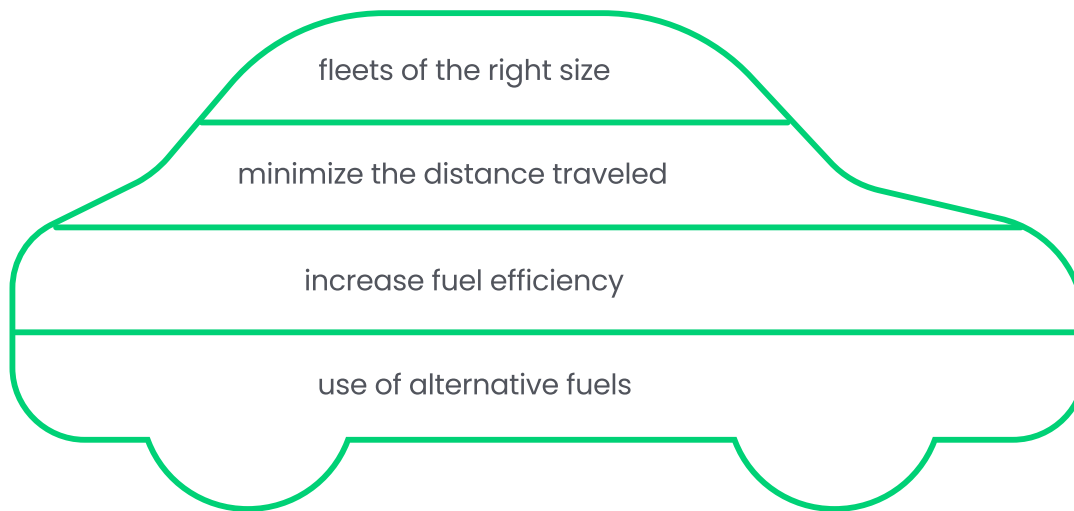 fleets of the right size
minimize the distance traveled
increase fuel efficiency
use of alternative fuels